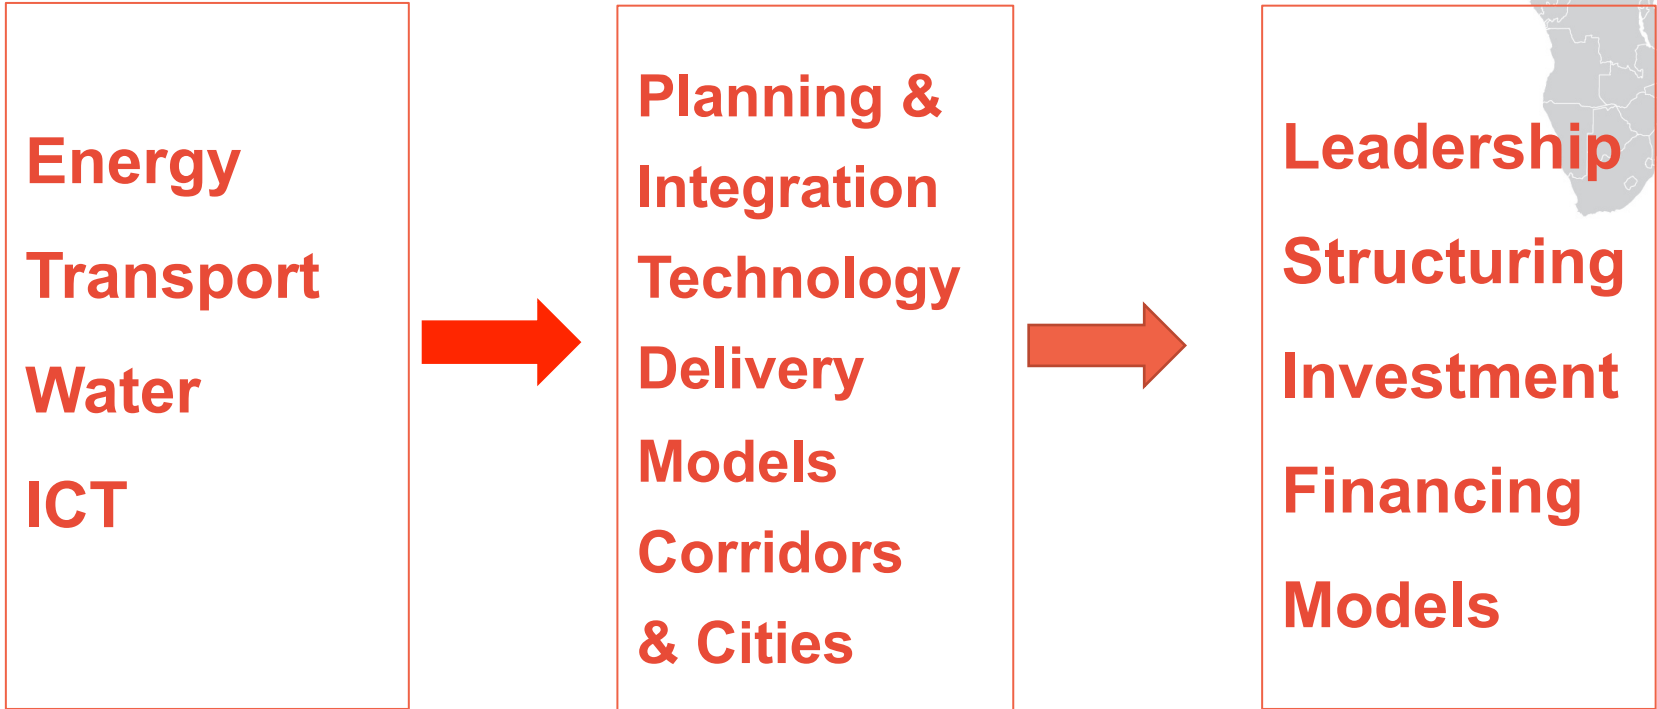 Energy
Transport
Water
ICT
Planning &
Integration
Technology
Delivery
Models
Corridors
& Cities
Leadership
Structuring
Investment
Financing
Models